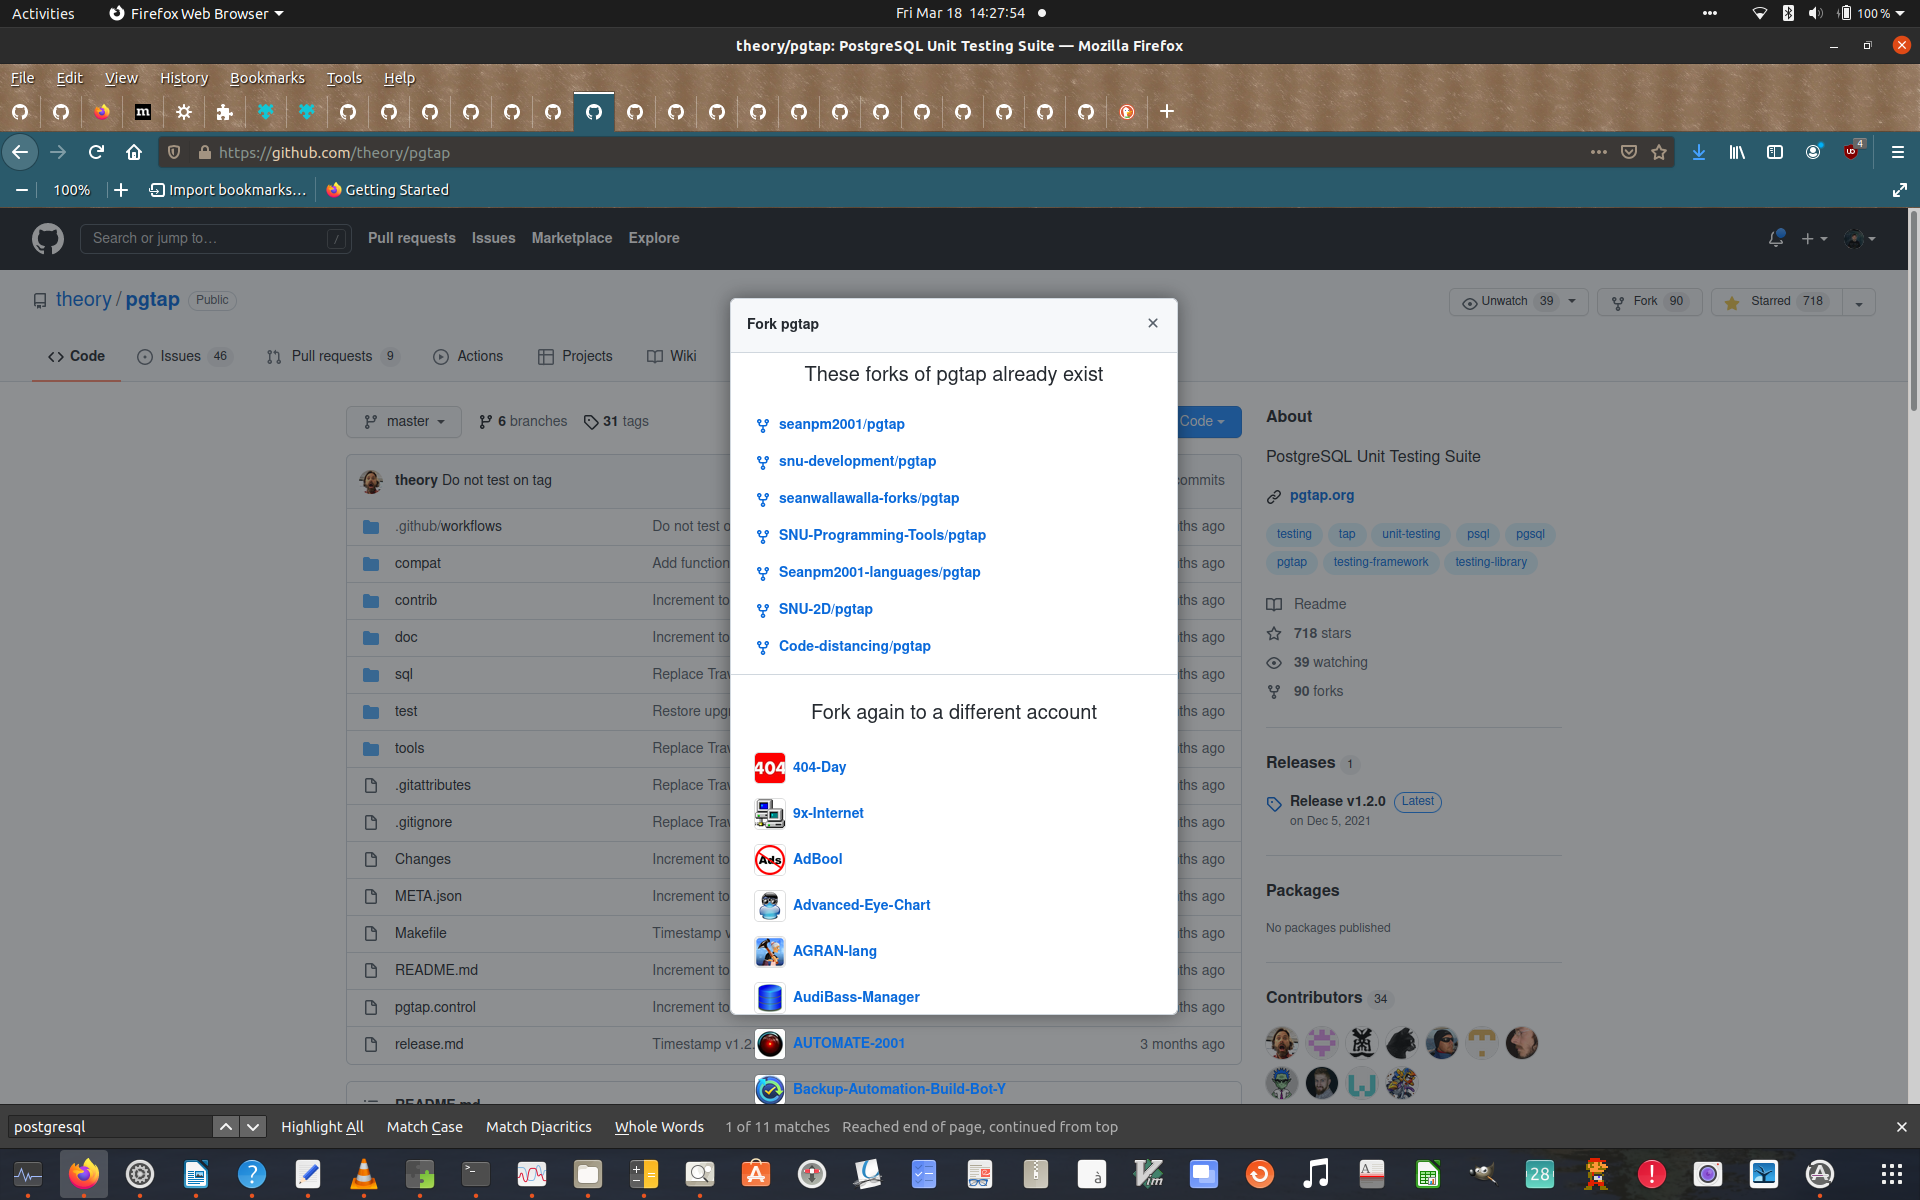 Activities Firefox Web Browser Fri Mar 18 14:27:54 100 %
theory/pgtap: PostgreSQL Unit Testing Suite — Mozilla Firefox
File Edit View History Bookmarks Tools Help
https://github.com/theory/pgtap 4
100% Import bookmarks... Getting Started
Search or jump to... / Pull requests Issues Marketplace Explore
theory / pgtap Public Unwatch 39 Fork 90 Starred 718
Code Issues 46 Pull requests 9 Actions Projects Wiki
Fork pgtap
These forks of pgtap already exist
seanpm2001/pgtap
snu-development/pgtap
seanwallawalla-forks/pgtap
SNU-Programming-Tools/pgtap
Seanpm2001-languages/pgtap
SNU-2D/pgtap
Code-distancing/pgtap
Fork again to a different account
404 404-Day
9x-Internet
Ads AdBool
Advanced-Eye-Chart
AGRAN-lang
AudiBass-Manager
AUTOMATE-2001
Backup-Automation-Build-Bot-Y
master 6 branches 31 tags Code
theory Do not test on tag commits
.github/workflows Do not test o ths ago
compat Add function ths ago
contrib Increment to ths ago
doc Increment to ths ago
sql Replace Trav ths ago
test Restore upg ths ago
tools Replace Trav ths ago
.gitattributes Replace Trav ths ago
.gitignore Replace Trav ths ago
Changes Increment to ths ago
META.json Increment to ths ago
Makefile Timestamp v ths ago
README.md Increment to ths ago
pgtap.control Increment to ths ago
release.md Timestamp v1.2. 3 months ago
README.md
About
PostgreSQL Unit Testing Suite
pgtap.org
testing tap unit-testing psql pgsql
pgtap testing-framework testing-library
Readme
718 stars
39 watching
90 forks
Releases 1
Release v1.2.0 Latest
on Dec 5, 2021
Packages
No packages published
Contributors 34
postgresql Highlight All Match Case Match Diacritics Whole Words 1 of 11 matches Reached end of page, continued from top
28